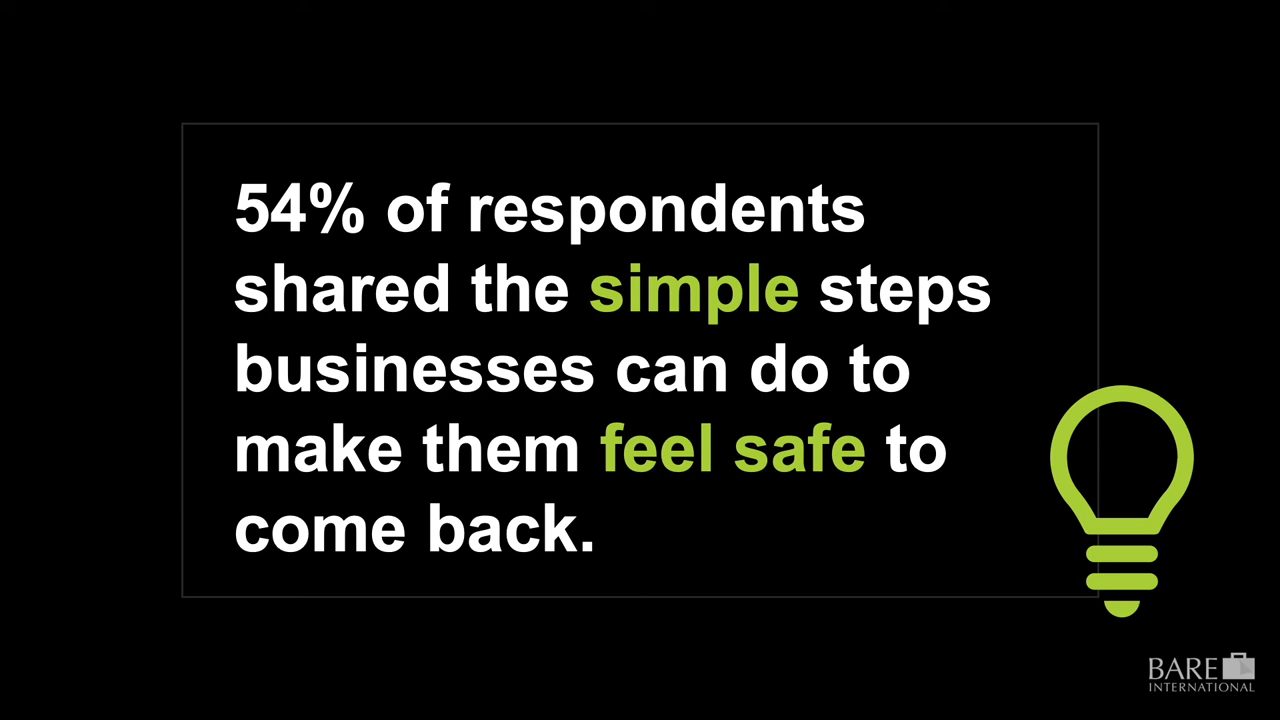 54% of respondents
shared the simple steps
businesses can do to
make them feel safe to
come back.
BARE
INTERNATIONAL